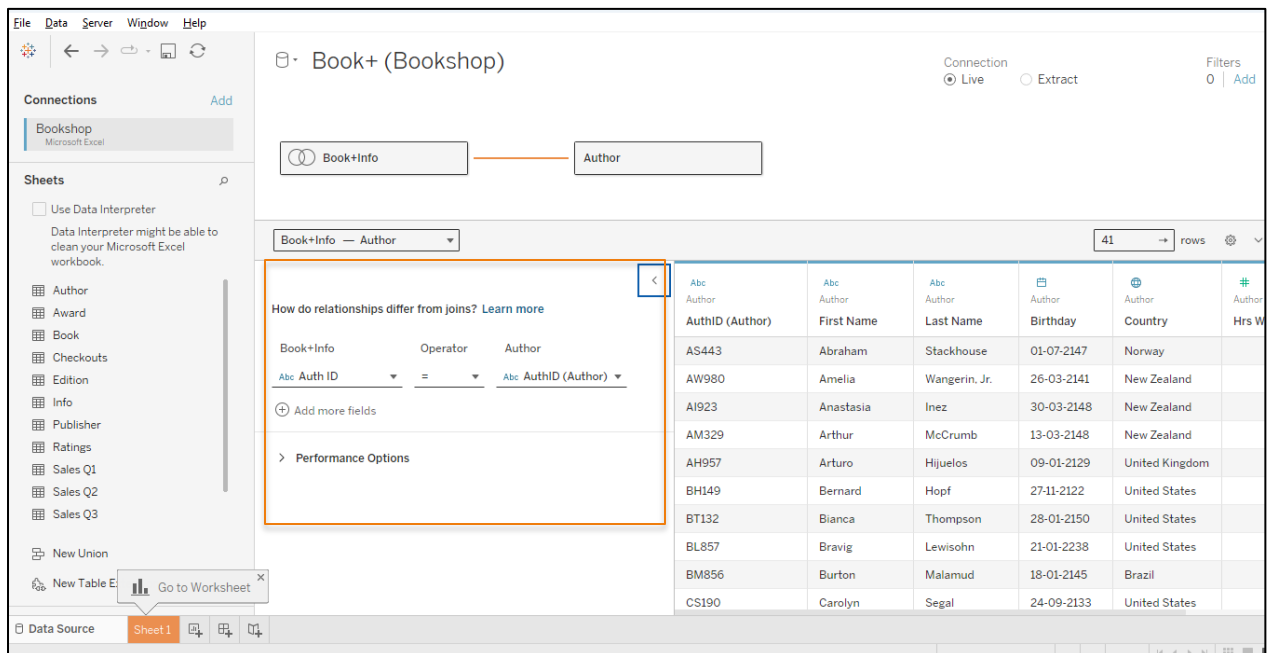 File Data Server Window Help
Book+ (Bookshop)
Connection
Live Extract
Filters
0 Add
Connections Add
Bookshop
Microsoft Excel
Sheets
Use Data Interpreter
Data Interpreter might be able to
clean your Microsoft Excel
workbook.
Author
Award
Book
Checkouts
Edition
Info
Publisher
Ratings
Sales Q1
Sales Q2
Sales Q3
New Union
New Table E
Go to Worksheet
Book+Info Author
Book+Info — Author
41 rows
How do relationships differ from joins? Learn more
Book+Info Operator Author
Abc Auth ID = Abc AuthID (Author)
Add more fields
Performance Options
Abc Abc Abc #
Author Author Author Author Author Author
AuthID (Author) First Name Last Name Birthday Country Hrs W
AS443 Abraham Stackhouse 01-07-2147 Norway
AW980 Amelia Wangerin, Jr. 26-03-2141 New Zealand
AI923 Anastasia Inez 30-03-2148 New Zealand
AM329 Arthur McCrumb 13-03-2148 New Zealand
AH957 Arturo Hijuelos 09-01-2129 United Kingdom
BH149 Bernard Hopf 27-11-2122 United States
BT132 Bianca Thompson 28-01-2150 United States
BL857 Bravig Lewisohn 21-01-2238 United States
BM856 Burton Malamud 18-01-2145 Brazil
CS190 Carolyn Segal 24-09-2133 United States
Data Source Sheet 1